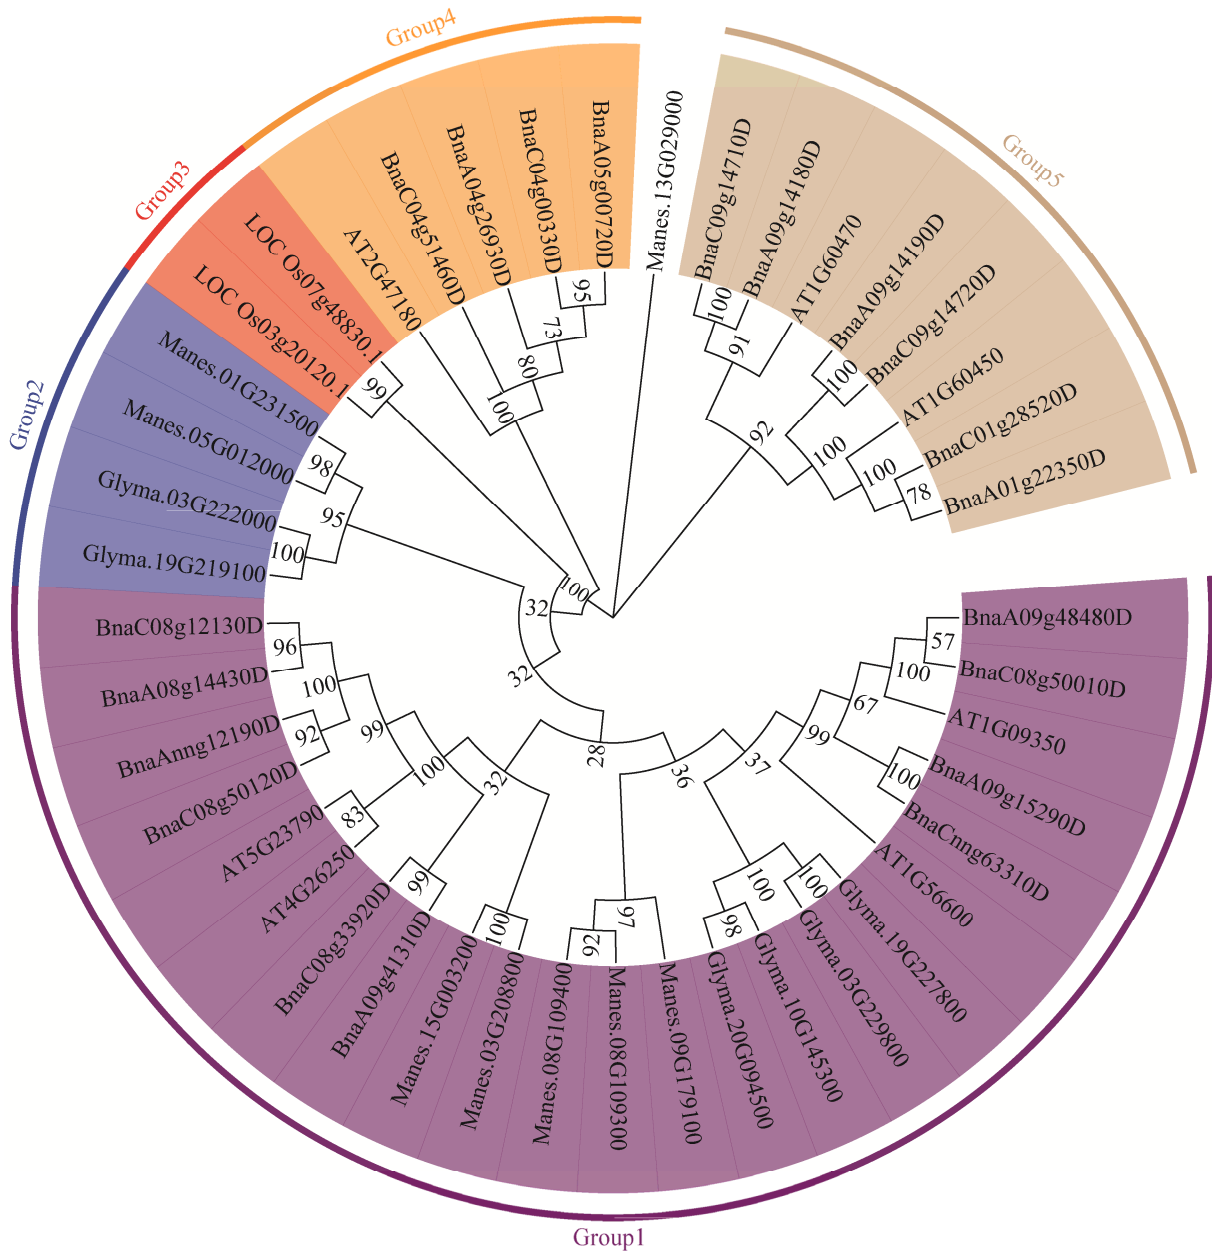 Group4
Group5
Group3
Group2
Group1
Manes.13G029000
BnaC09g14710D
BnaA09g14180D
AT1G60470
BnaA09g14190D
BnaC09g14720D
AT1G60450
BnaC01g28520D
BnaA01g22350D
BnaA09g48480D
BnaC08g50010D
AT1G09350
BnaA09g15290D
BnaCnng63310D
AT1G56600
Glyma.19G227800
Glyma.03G229800
Glyma.10G145300
Glyma.20G094500
Manes.09G179100
Manes.08G109300
Manes.08G109400
Manes.03G208800
Manes.15G003200
BnaA09g41310D
BnaC08g33920D
AT4G26250
AT5G23790
BnaC08g50120D
BnaAnng12190D
BnaA08g14430D
BnaC08g12130D
Glyma.19G219100
Glyma.03G222000
Manes.05G012000
Manes.01G231500
LOC Os03g20120.1
LOC Os07g48830.1
AT2G47180
BnaC04g51460D
BnaA04g26930D
BnaC04g00330D
BnaA05g00720D
100
91
92
100
100
100
78
57
100
67
100
99
37
100
100
98
36
97
92
28
100
32
99
83
100
99
92
100
96
32
32
100
95
98
100
99
100
80
73
95